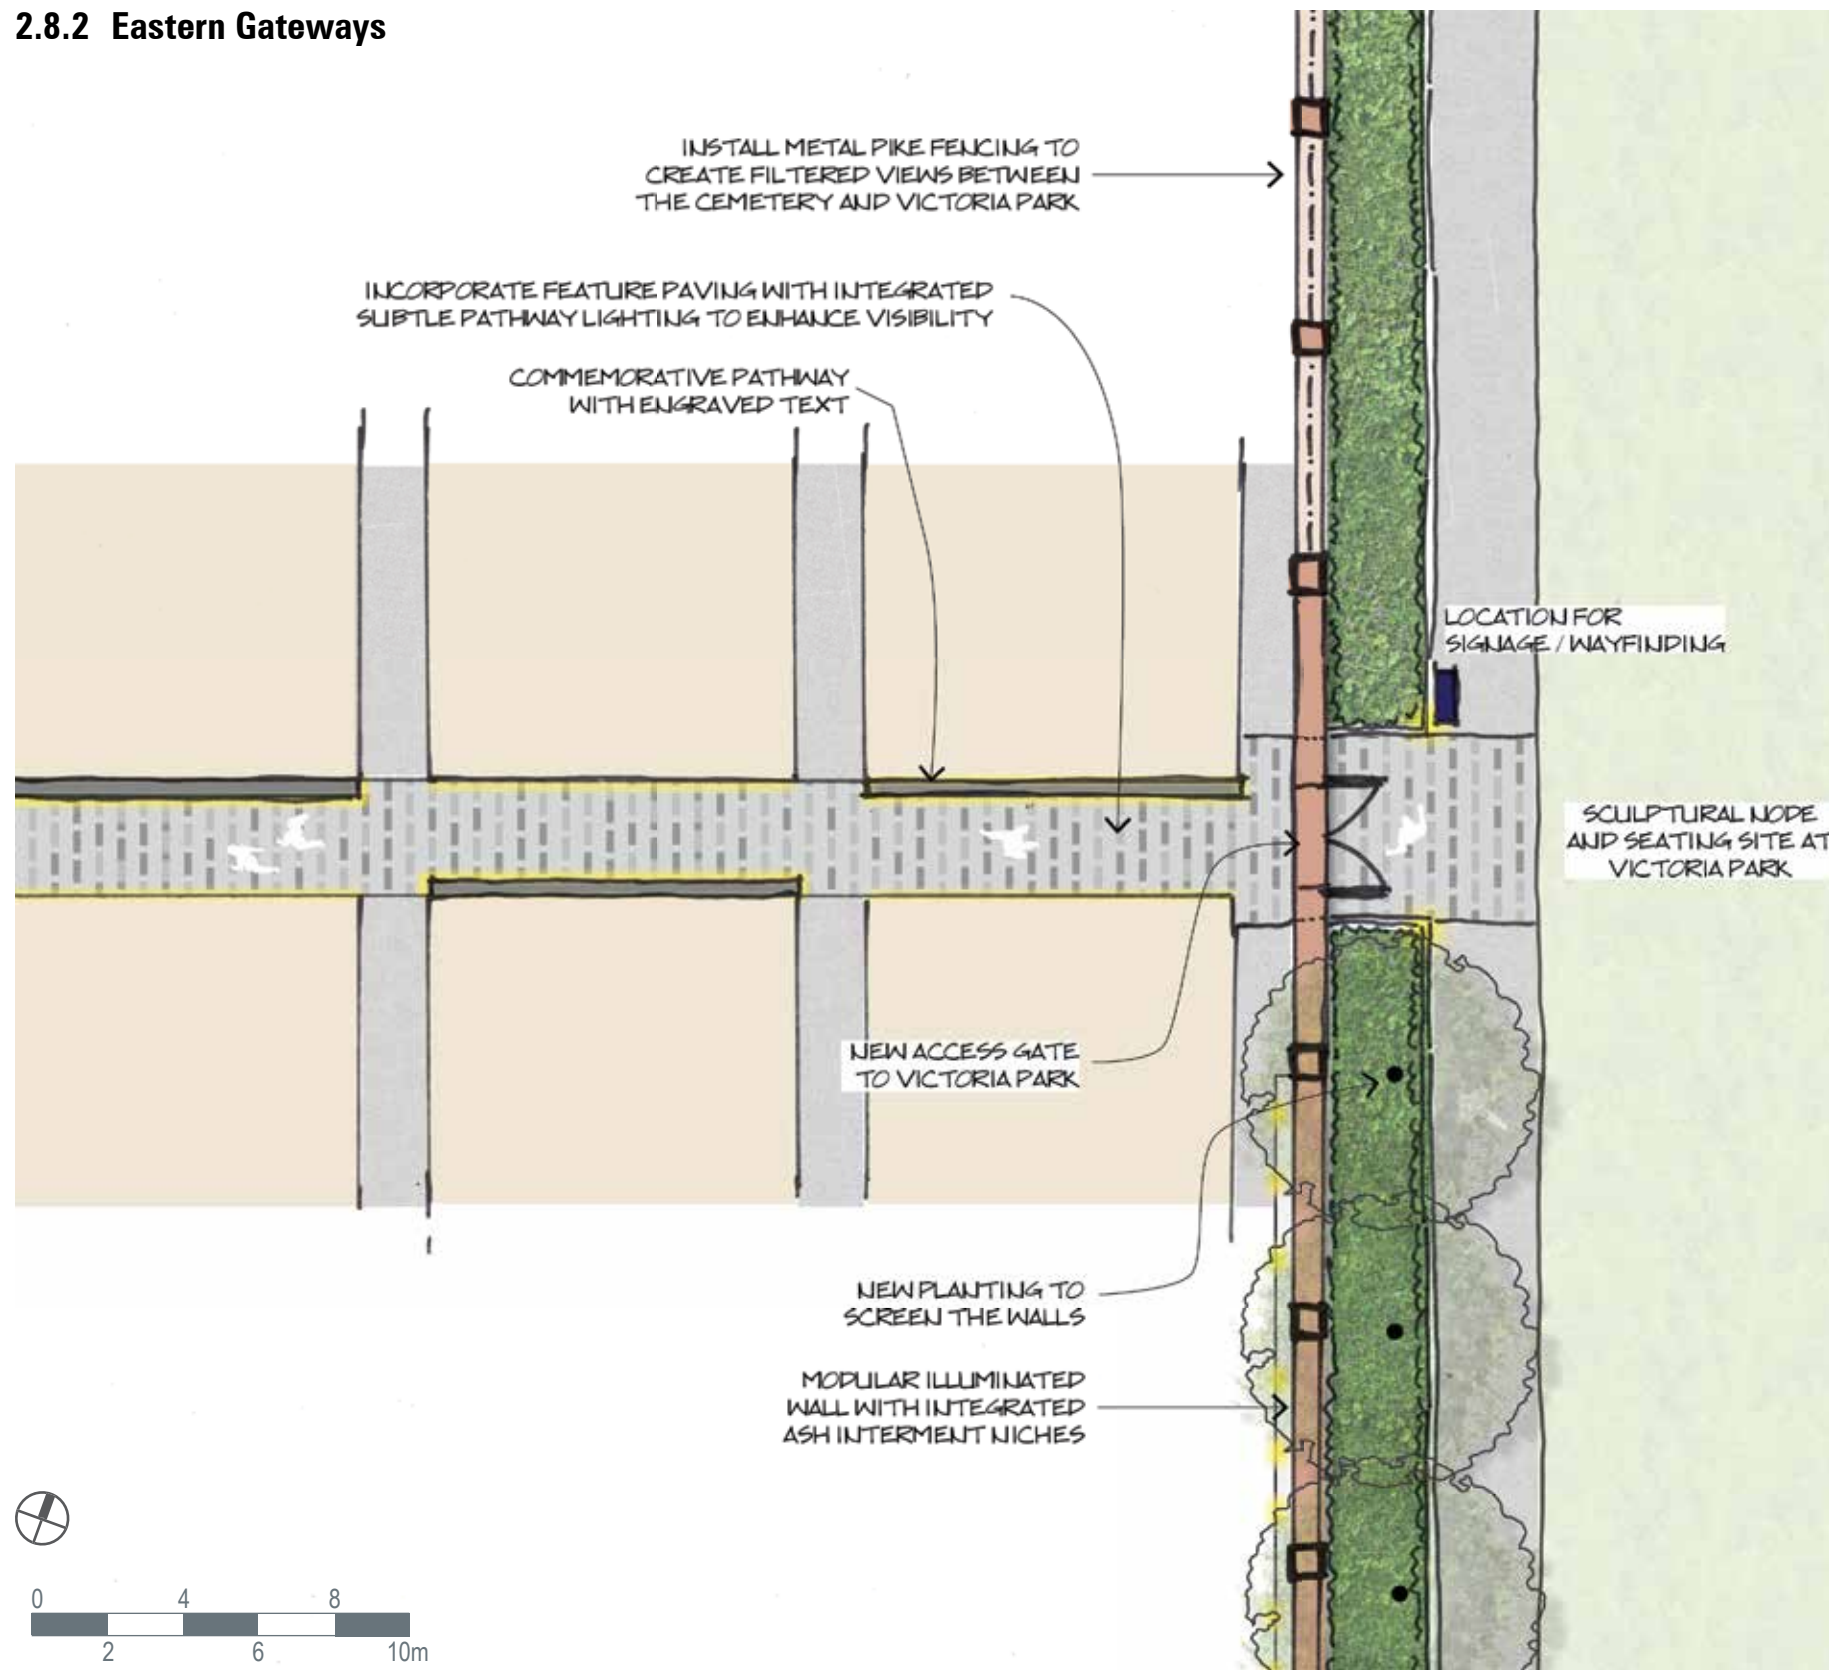 2.8.2 Eastern Gateways
INSTALL METAL PIKE FENCING TO
CREATE FILTERED VIEWS BETWEEN
THE CEMETERY AND VICTORIA PARK
INCORPORATE FEATURE PAVING WITH INTEGRATED
SUBTLE PATHWAY LIGHTING TO ENHANCE VISIBILITY
COMMEMORATIVE PATHWAY
WITH ENGRAVED TEXT
LOCATION FOR
SIGNAGE / WAYFINDING
SCULPTURAL NODE
AND SEATING SITE AT
VICTORIA PARK
NEW ACCESS GATE
TO VICTORIA PARK
NEW PLANTING TO
SCREEN THE WALLS
MODULAR ILLUMINATED
WALL WITH INTEGRATED
ASH INTERMENT NICHES
0 4 8
2 6 10m